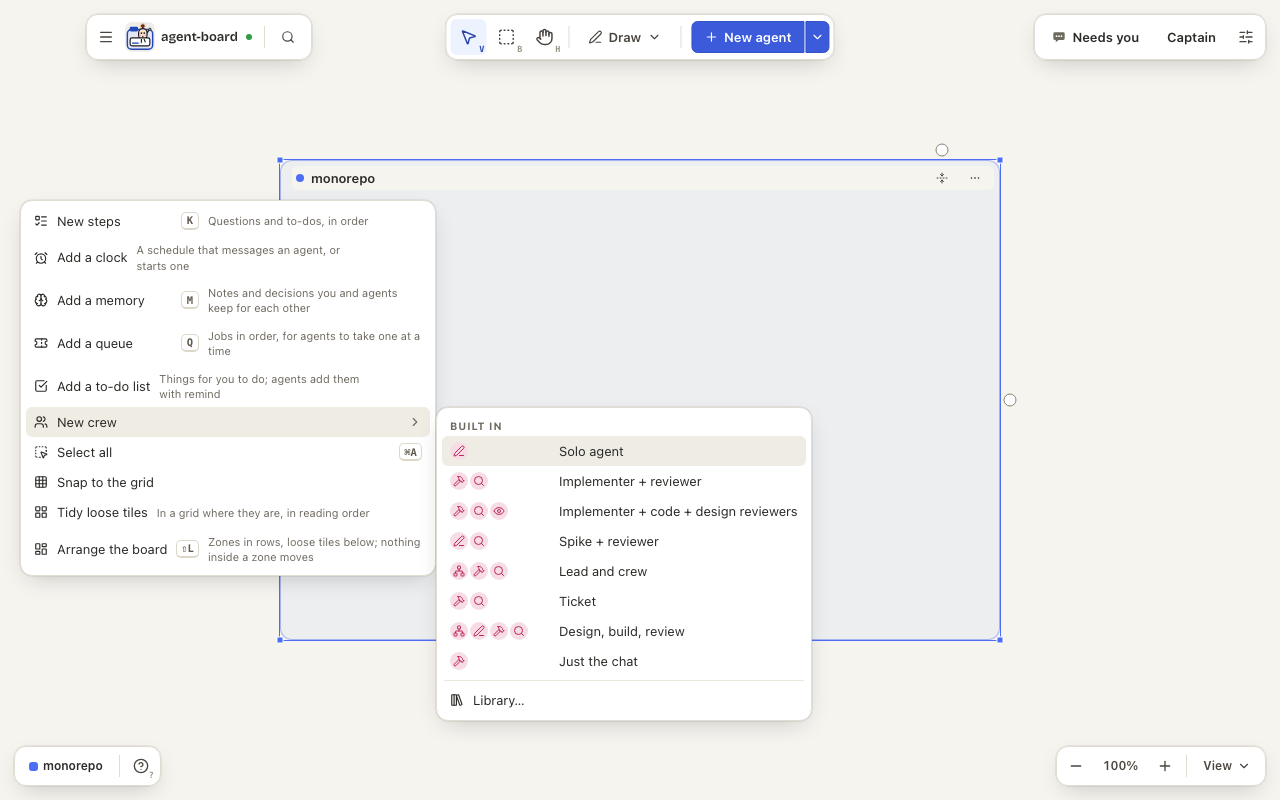 agent-board
V
B
H
Draw
New agent
Needs you
Captain
monorepo
New steps K Questions and to-dos, in order
Add a clock A schedule that messages an agent, or
starts one
Add a memory M Notes and decisions you and agents
keep for each other
Add a queue Q Jobs in order, for agents to take one at a
time
Add a to-do list Things for you to do; agents add them
with remind
New crew
Select all ⌘A
Snap to the grid
Tidy loose tiles In a grid where they are, in reading order
Arrange the board ⇧L Zones in rows, loose tiles below; nothing
inside a zone moves
BUILT IN
Solo agent
Implementer + reviewer
Implementer + code + design reviewers
Spike + reviewer
Lead and crew
Ticket
Design, build, review
Just the chat
Library...
monorepo
?
100%
View